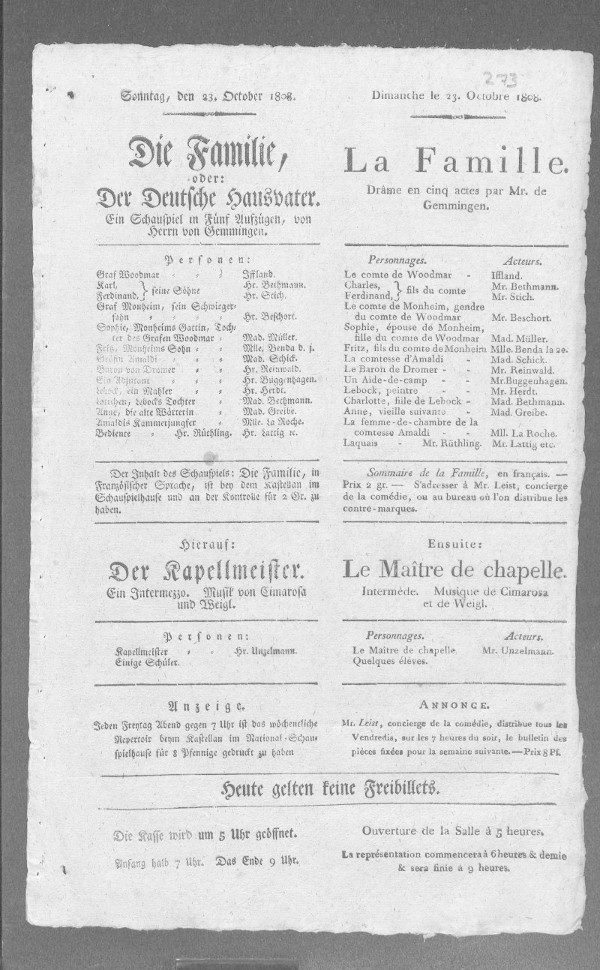 273
Sonntag, den 23. October 1808.
Die Familie,
oder:
Der Deutsche Hausvater.
Ein Schauspiel in Fünf Aufzügen, von
Herrn von Gemmingen.
Personen:
Graf Woodmar - - Iffland.
Karl, } seine Söhne Hr. Bethmann.
Ferdinand, Hr. Stich.
Graf Monheim, sein Schwieger-
sohn - - - Hr. Beschort.
Sophie, Monheims Gattin, Toch-
ter des Grafen Woodmar - Mad. Müller.
Fritz, Monheims Sohn - - Mlle. Benda d. j.
Gräfin Amaldi - - Mad. Schick.
Baron von Dromer - - Hr. Reinwald.
Ein Adjutant - - Hr. Buggenhagen.
Lebock, ein Mahler - - Hr. Herdt.
Lottchen, Lebocks Tochter - Mad. Bethmann.
Anne, die alte Wärterin - Mad. Greibe.
Amaldis Kammerjungfer - Mlle. La Roche.
Bediente - Hr. Rüthling. Hr. Lattig ec.
Der Inhalt des Schauspiels: Die Familie, in
Französischer Sprache, ist bey dem Kastellan im
Schauspielhause und an der Kontrolle für 2 Gr. zu
haben.
Hierauf:
Der Kapellmeister.
Ein Intermezzo. Musik von Cimarosa
und Weigl.
Personen:
Kapellmeister - - Hr. Unzelmann.
Einige Schüler.
Anzeige.
Jeden Freytag Abend gegen 7 Uhr ist das wöchentliche
Repertoir beym Kastellan im National-Schau-
spielhause für 8 Pfennige gedruckt zu haben
Dimanche le 23. Octobre 1808.
La Famille.
Drâme en cinq actes par Mr. de
Gemmingen.
Personnages. Acteurs.
Le comte de Woodmar - Iffland.
Charles, } fils du comte Mr. Bethmann.
Ferdinand, Mr. Stich.
Le comte de Monheim, gendre
du comte de Woodmar Mr. Beschort.
Sophie, épouse de Monheim,
fille du comte de Woodmar Mad. Müller.
Fritz, fils du comte de Monheim Mlle. Benda la 2e.
La comtesse d'Amaldi - Mad. Schick.
Le Baron de Dromer - - Mr. Reinwald.
Un Aide-de-camp - - Mr. Buggenhagen.
Lebock, peintre - - Mr. Herdt.
Charlotte, fille de Lebock - Mad. Bethmann.
Anne, vieille suivante - Mad. Greibe.
La femme-de-chambre de la
comtesse Amaldi - - Mll. La Roche.
Laquais - Mr. Rüthling. Mr. Lattig etc.
Sommaire de la Famille, en français. —
Prix 2 gr. — S'adresser à Mr. Leist, concierge
de la comédie, ou au bureau où l'on distribue les
contre-marques.
Ensuite:
Le Maître de chapelle.
Intermède. Musique de Cimarosa
et de Weigl.
Personnages. Acteurs.
Le Maître de chapelle. Mr. Unzelmann.
Quelques élèves.
Annonce.
Mr. Leist, concierge de la comédie, distribue tous les
Vendredis, sur les 7 heures du soir, le bulletin des
pièces fixées pour la semaine suivante. — Prix 8 Pf.
Heute gelten keine Freibillets.
Die Kasse wird um 5 Uhr geöffnet.
Anfang halb 7 Uhr. Das Ende 9 Uhr.
Ouverture de la Salle à 5 heures.
La représentation commencera à 6 heures & demie
& sera finie à 9 heures.